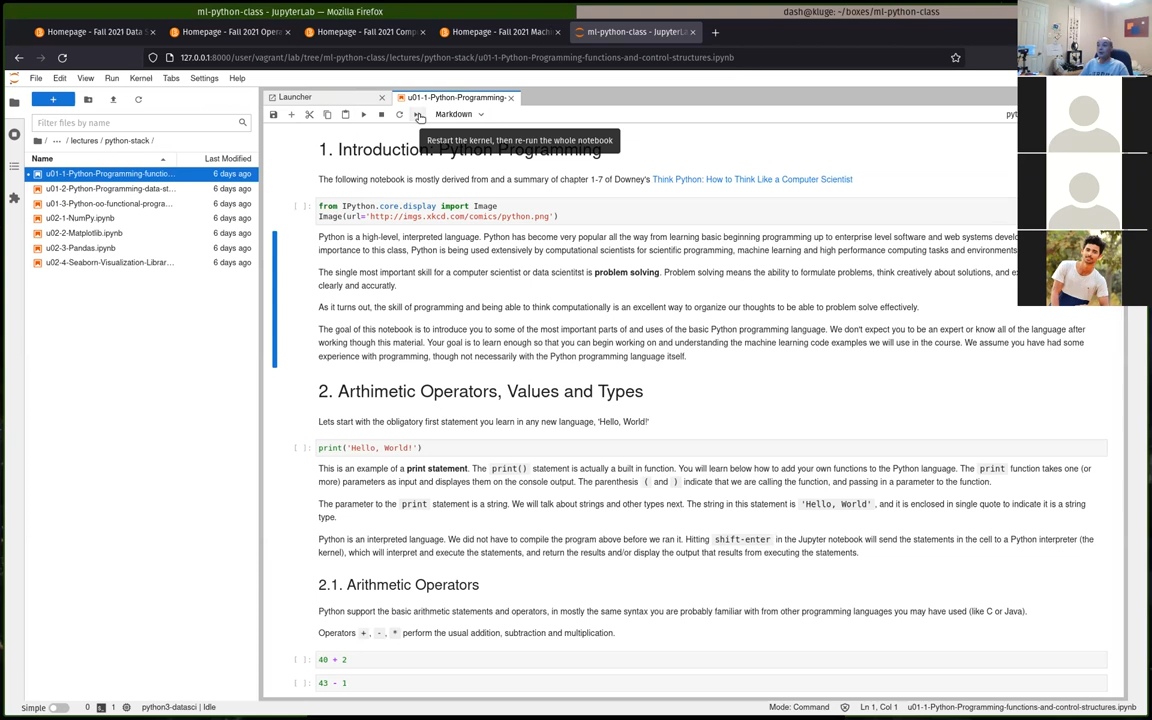 ml-python-class - JupyterLab — Mozilla Firefox
dash@kluge: ~/boxes/ml-python-class
Homepage - Fall 2021 Data S
Homepage - Fall 2021 Opera
Homepage - Fall 2021 Comp
Homepage - Fall 2021 Mach
ml-python-class - JupyterLa
127.0.0.1:8000/user/vagrant/lab/tree/ml-python-class/lectures/python-stack/u01-1-Python-Programming-functions-and-control-structures.ipynb
File Edit View Run Kernel Tabs Settings Help
Launcher
u01-1-Python-Programming-
Markdown
Restart the kernel, then re-run the whole notebook
Filter files by name
/ ... / lectures / python-stack /
Name Last Modified
u01-1-Python-Programming-functio... 6 days ago
u01-2-Python-Programming-data-st... 6 days ago
u01-3-Python-oo-functional-progra... 6 days ago
u02-1-NumPy.ipynb 6 days ago
u02-2-Matplotlib.ipynb 6 days ago
u02-3-Pandas.ipynb 6 days ago
u02-4-Seaborn-Visualization-Librar... 6 days ago
1. Introduction: Python Programming
The following notebook is mostly derived from and a summary of chapter 1-7 of Downey's Think Python: How to Think Like a Computer Scientist
[ ]: from IPython.core.display import Image
Image(url='http://imgs.xkcd.com/comics/python.png')
Python is a high-level, interpreted language. Python has become very popular all the way from learning basic beginning programming up to enterprise level software and web systems
importance to this class, Python is being used extensively by computational scientists for scientific programming, machine learning and high performance computing tasks and environments
The single most important skill for a computer scientist or data scientitst is problem solving. Problem solving means the ability to formulate problems, think creatively about solutions, and
clearly and accurately.
As it turns out, the skill of programming and being able to think computationally is an excellent way to organize our thoughts to be able to problem solve effectively.
The goal of this notebook is to introduce you to some of the most important parts of and uses of the basic Python programming language. We don't expect you to be an expert or know all of the language after
working though this material. Your goal is to learn enough so that you can begin working on and understanding the machine learning code examples we will use in the course. We assume you have had some
experience with programming, though not necessarily with the Python programming language itself.
2. Arthimetic Operators, Values and Types
Lets start with the obligatory first statement you learn in any new language, 'Hello, World!'
[ ]: print('Hello, World!')
This is an example of a print statement. The print() statement is actually a built in function. You will learn below how to add your own functions to the Python language. The print function takes one (or
more) parameters as input and displayes them on the console output. The parenthesis ( and ) indicate that we are calling the function, and passing in a parameter to the function.
The parameter to the print statement is a string. We will talk about strings and other types next. The string in this statement is 'Hello, World', and it is enclosed in single quote to indicate it is a string
type.
Python is an interpreted language. We did not have to compile the program above before we ran it. Hitting shift-enter in the Jupyter notebook will send the statements in the cell to a Python interpreter (the
kernel), which will interpret and execute the statements, and return the results and/or display the output that results from executing the statements.
2.1. Arithmetic Operators
Python support the basic arithmetic statements and operators, in mostly the same syntax you are probably familiar with from other programming languages you may have used (like C or Java).
Operators +, -, * perform the usual addition, subtraction and multiplication.
[ ]: 40 + 2
[ ]: 43 - 1
Simple 0 1 python3-datasci | Idle Mode: Command Ln 1, Col 1 u01-1-Python-Programming-functions-and-control-structures.ipynb